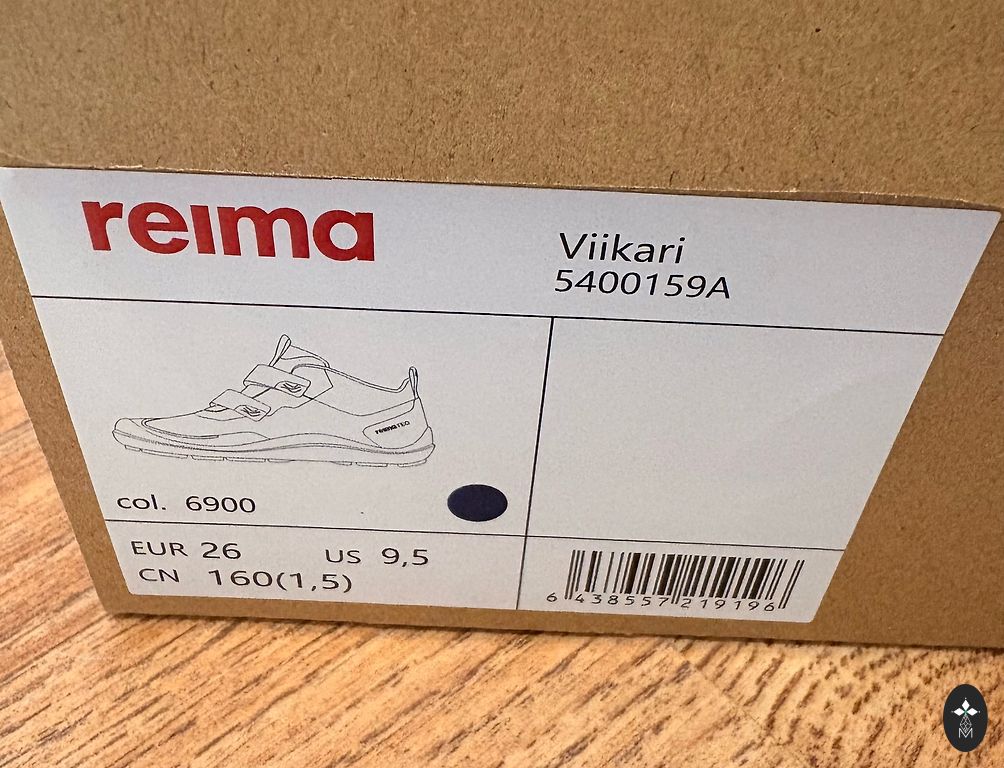 reima
Viikari
5400159A
reimaTEC
col. 6900
EUR 26
US 9,5
CN 160(1,5)
6 438557 219196
M